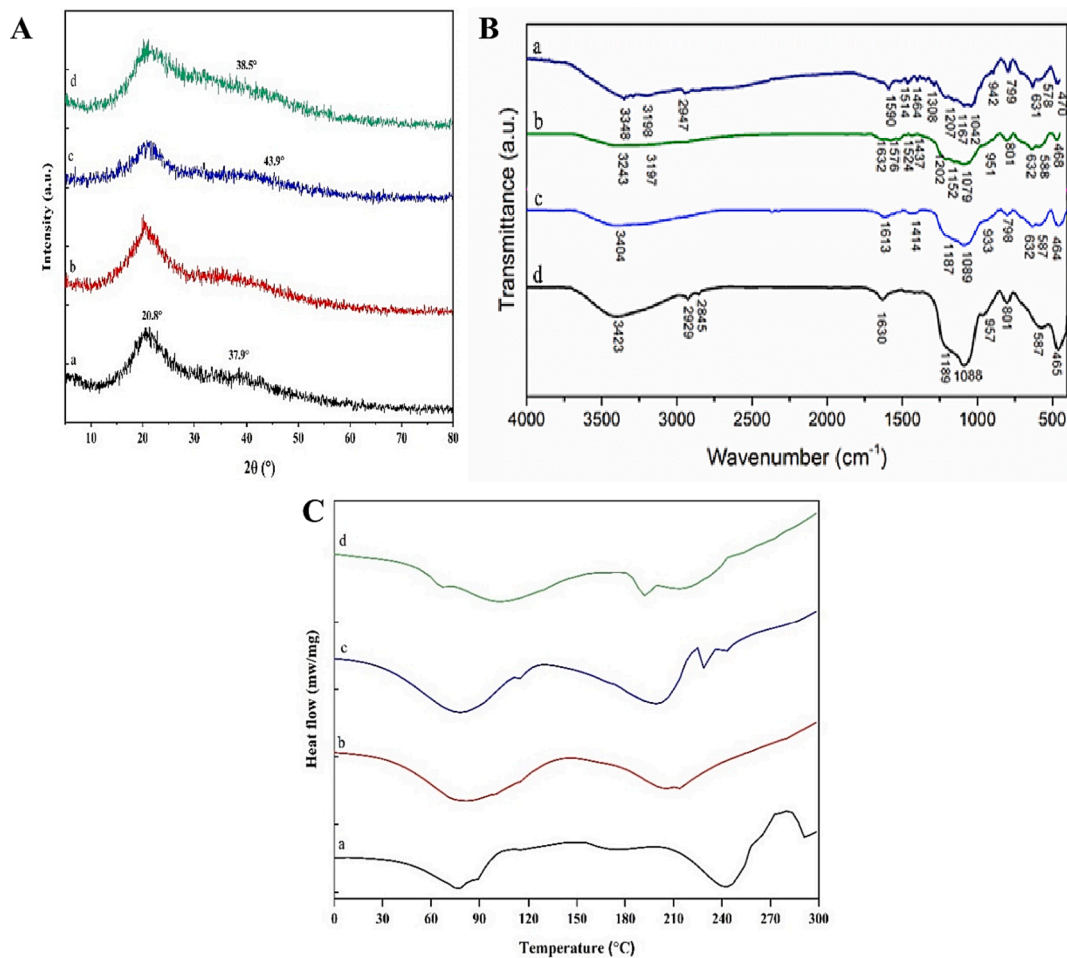 A
Intensity (a.u.)
d
38.5°
c
43.9°
b
20.8°
37.9°
a
10 20 30 40 50 60 70 80
2θ (°)
B
Transmittance (a.u.)
a
3348 3198 2947 1590 1514 1464 1308 1207 1167 1042 942 799 631 578 470
b
3243 3197 1632 1576 1524 1437 1202 1152 1079 951 801 632 588 468
c
3404 1613 1414 1187 1089 933 798 632 587 464
d
3423 2929 2845 1630 1189 1088 957 801 587 465
4000 3500 3000 2500 2000 1500 1000 500
Wavenumber (cm⁻¹)
C
Heat flow (mw/mg)
d
c
b
a
0 30 60 90 120 150 180 210 240 270 300
Temperature (°C)